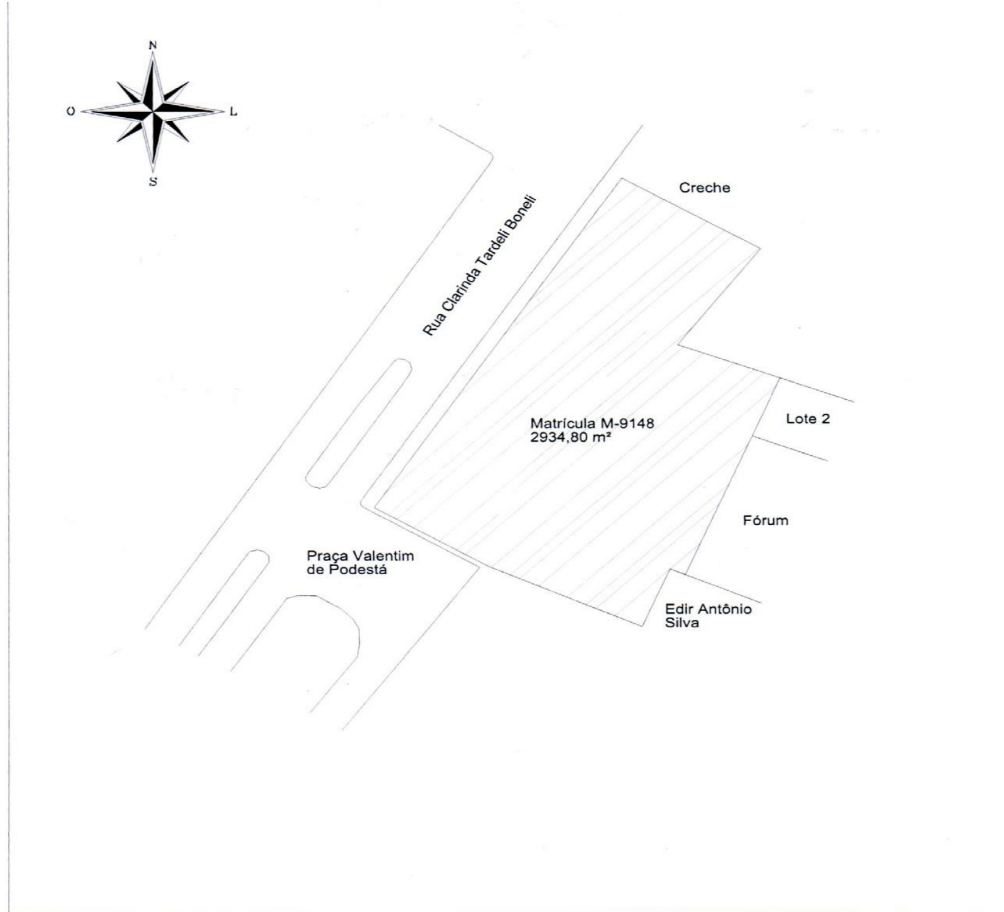 N
O
L
S
Creche
Rua Clarinda Tardeli Boneli
Matrícula M-9148
2934,80 m²
Lote 2
Fórum
Praça Valentim
de Podestá
Edir Antônio
Silva